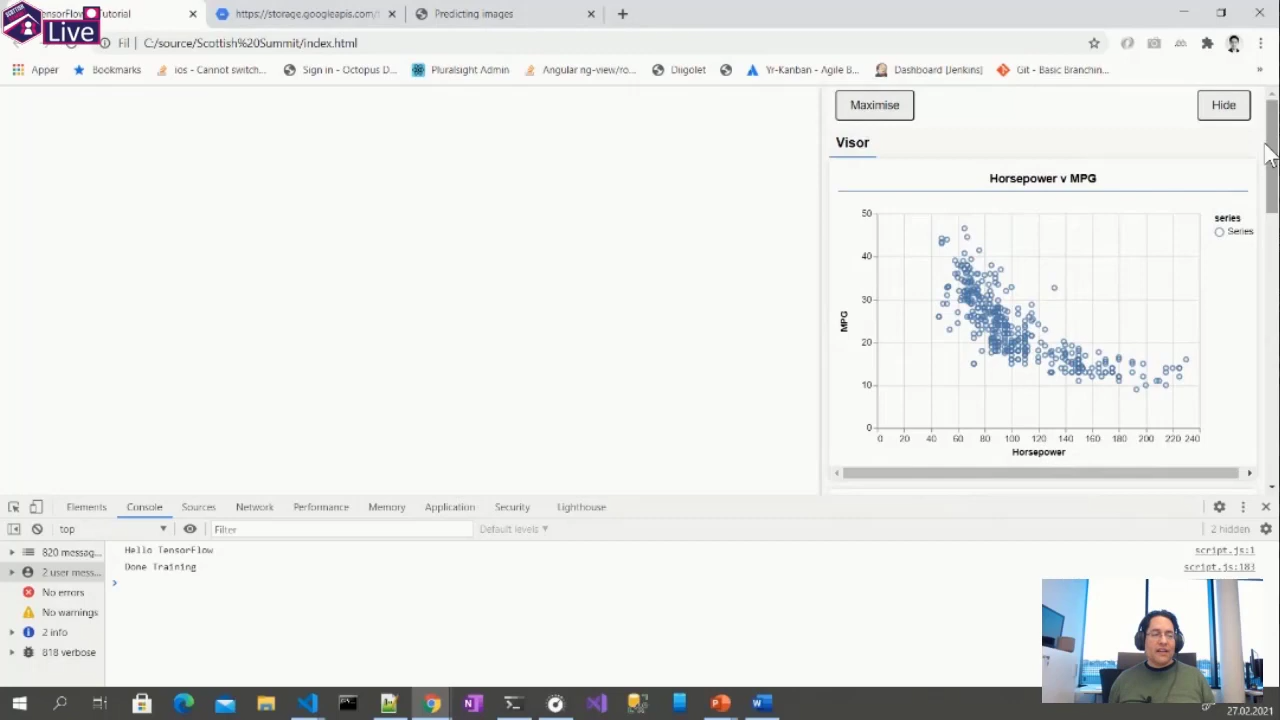 TensorFlow Tutorial
https://storage.googleapis.com/
Predicting images
Live
Fil
C:/source/Scottish%20Summit/index.html
Apper
Bookmarks
ios - Cannot switch...
Sign in - Octopus D...
Pluralsight Admin
Angular ng-view/ro...
Diigolet
Yr-Kanban - Agile B...
Dashboard [Jenkins]
Git - Basic Branchin...
»
Maximise
Hide
Visor
Horsepower v MPG
50
40
30
20
10
0
MPG
0 20 40 60 80 100 120 140 160 180 200 220 240
Horsepower
series
Series
Elements Console Sources Network Performance Memory Application Security Lighthouse
top
Filter
Default levels ▼
2 hidden
820 messag...
2 user mess...
No errors
No warnings
2 info
818 verbose
Hello TensorFlow
script.js:1
Done Training
script.js:183
27.02.2021